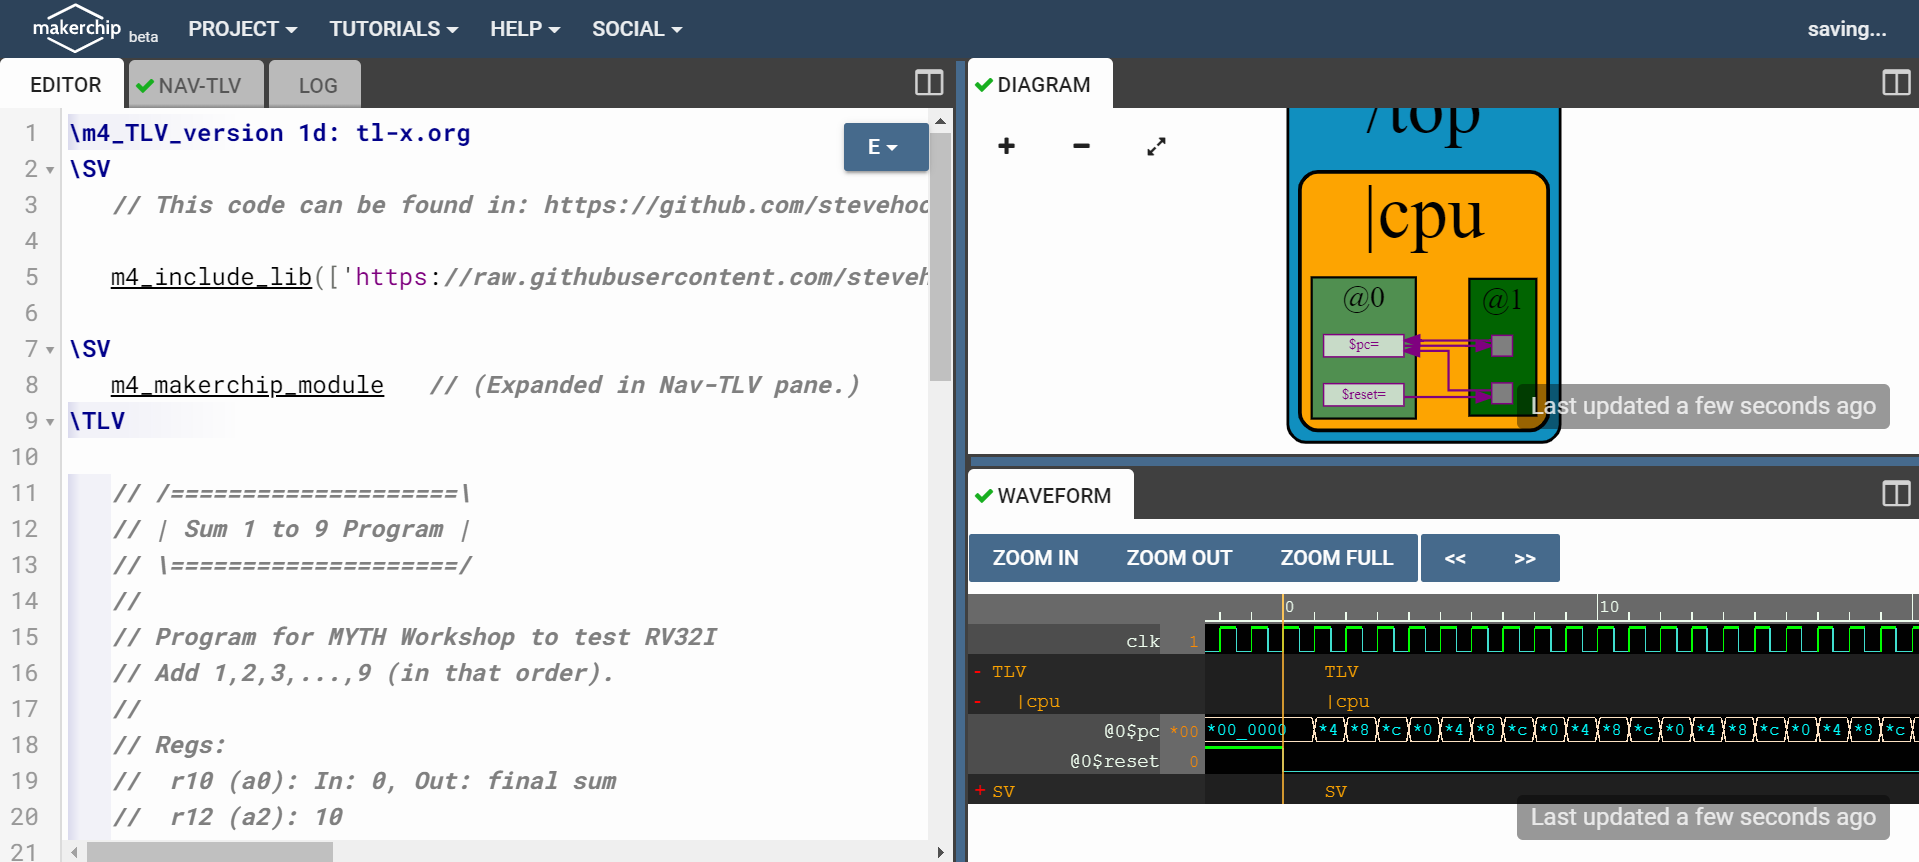 makerchip beta PROJECT TUTORIALS HELP SOCIAL saving...
EDITOR NAV-TLV LOG
1 \m4_TLV_version 1d: tl-x.org
E
2 \SV
3 // This code can be found in: https://github.com/stevehoo
4
5 m4_include_lib(['https://raw.githubusercontent.com/steveh
6
7 \SV
8 m4_makerchip_module // (Expanded in Nav-TLV pane.)
9 \TLV
10
11 // /====================\
12 // | Sum 1 to 9 Program |
13 // \====================/
14 //
15 // Program for MYTH Workshop to test RV32I
16 // Add 1,2,3,...,9 (in that order).
17 //
18 // Regs:
19 // r10 (a0): In: 0, Out: final sum
20 // r12 (a2): 10
21
DIAGRAM
+ −
/top
|cpu
@0 @1
$pc=
$reset=
Last updated a few seconds ago
WAVEFORM
ZOOM IN ZOOM OUT ZOOM FULL << >>
0 10
clk 1
- TLV TLV
- |cpu |cpu
@0$pc *00 *00_0000 *4 *8 *c *0 *4 *8 *c *0 *4 *8 *c *0 *4 *8 *c *0 *4 *8 *c
@0$reset 0
+ SV SV
Last updated a few seconds ago